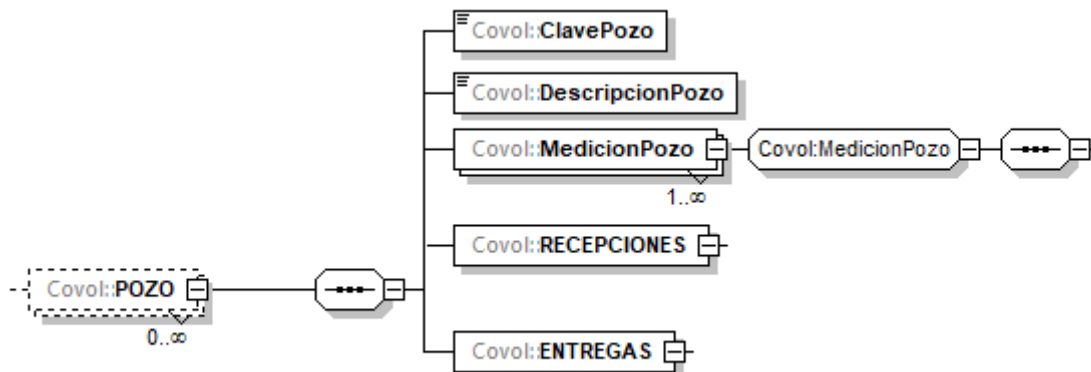 Covol::ClavePozo
Covol::DescripcionPozo
Covol::MedicionPozo
Covol:MedicionPozo
1..∞
Covol::RECEPCIONES
Covol::POZO
0..∞
Covol::ENTREGAS